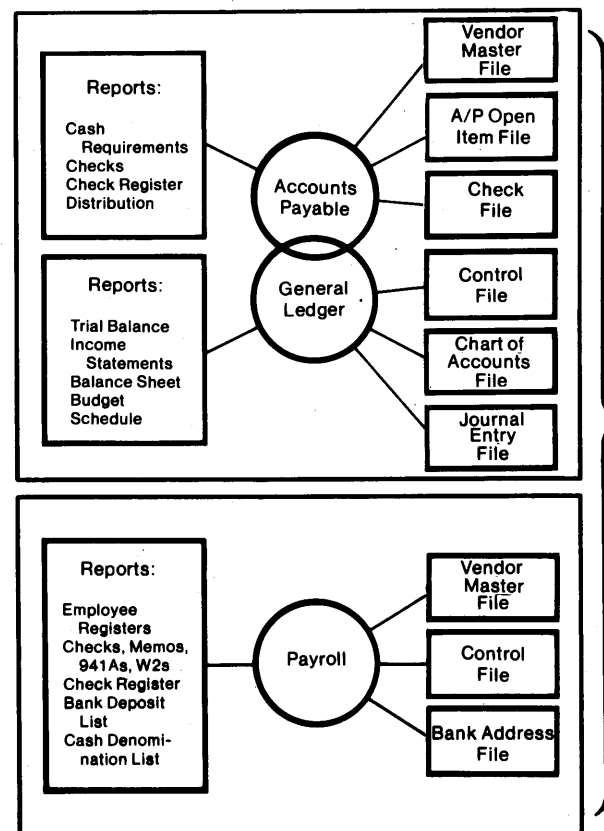 Reports:
Cash
Requirements
Checks
Check Register
Distribution
Accounts
Payable
Vendor
Master
File
A/P Open
Item File
Check
File
Reports:
Trial Balance
Income
Statements
Balance Sheet
Budget
Schedule
General
Ledger
Control
File
Chart of
Accounts
File
Journal
Entry
File
Reports:
Employee
Registers
Checks, Memos,
941As, W2s
Check Register
Bank Deposit
List
Cash Denomi-
nation List
Payroll
Vendor
Master
File
Control
File
Bank Address
File